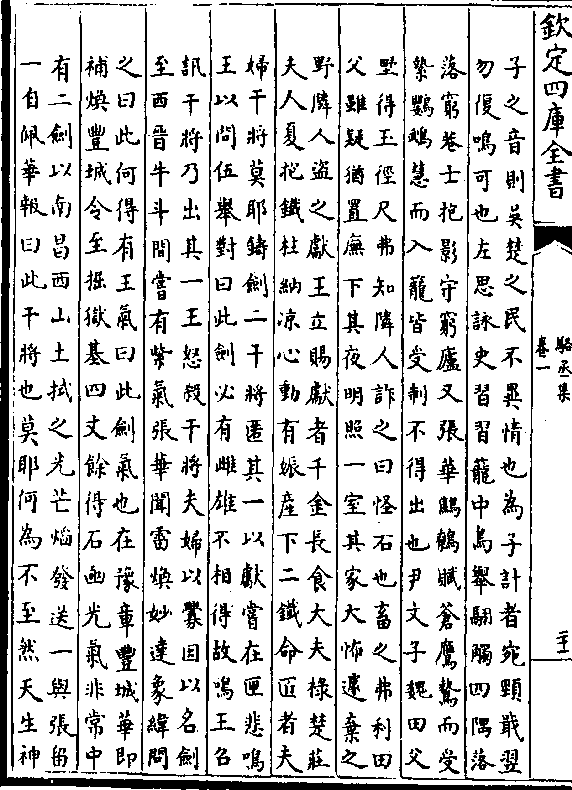 欽定四庫全書
駱丞集
卷一
二十一
子之音則吳楚之民不異情也為子計者宛頸戢翌
勿復鳴可也左思詠史習習籠中鳥舉翮觸四隅落
落窮巷士抱影守窮廬又張華鷦鷯賦蒼鷹鷙而受
縶鸚鵡慧而入籠皆受制不得出也尹文子魏田父
埜得玉徑尺弗知隣人詐之曰怪石也畜之弗利田
父雖疑猶置廡下其夜明照一室其家大怖遽棄之
野隣人盜之獻王立賜獻者千金長食大夫祿楚莊
夫人夏抱鐵柱納凉心動有娠產下二鐵命匠者夫
婦干將莫耶鑄劍二干將匿其一以獻嘗在匣悲鳴
王以問伍舉對曰此劍必有雌雄不相得故鳴王召
訊干將乃出其一王怒殺干將夫婦以釁因以名劍
至西晉牛斗間嘗有紫氣張華聞雷煥妙達象緯問
之曰此何得有王氣曰此劍氣也在豫章豐城華即
補煥豐城令至掘獄基四丈餘得石函光氣非常中
有二劍以南昌西山土拭之光芒焰發送一與張留
一自佩華報曰此干將也莫耶何為不至然天生神